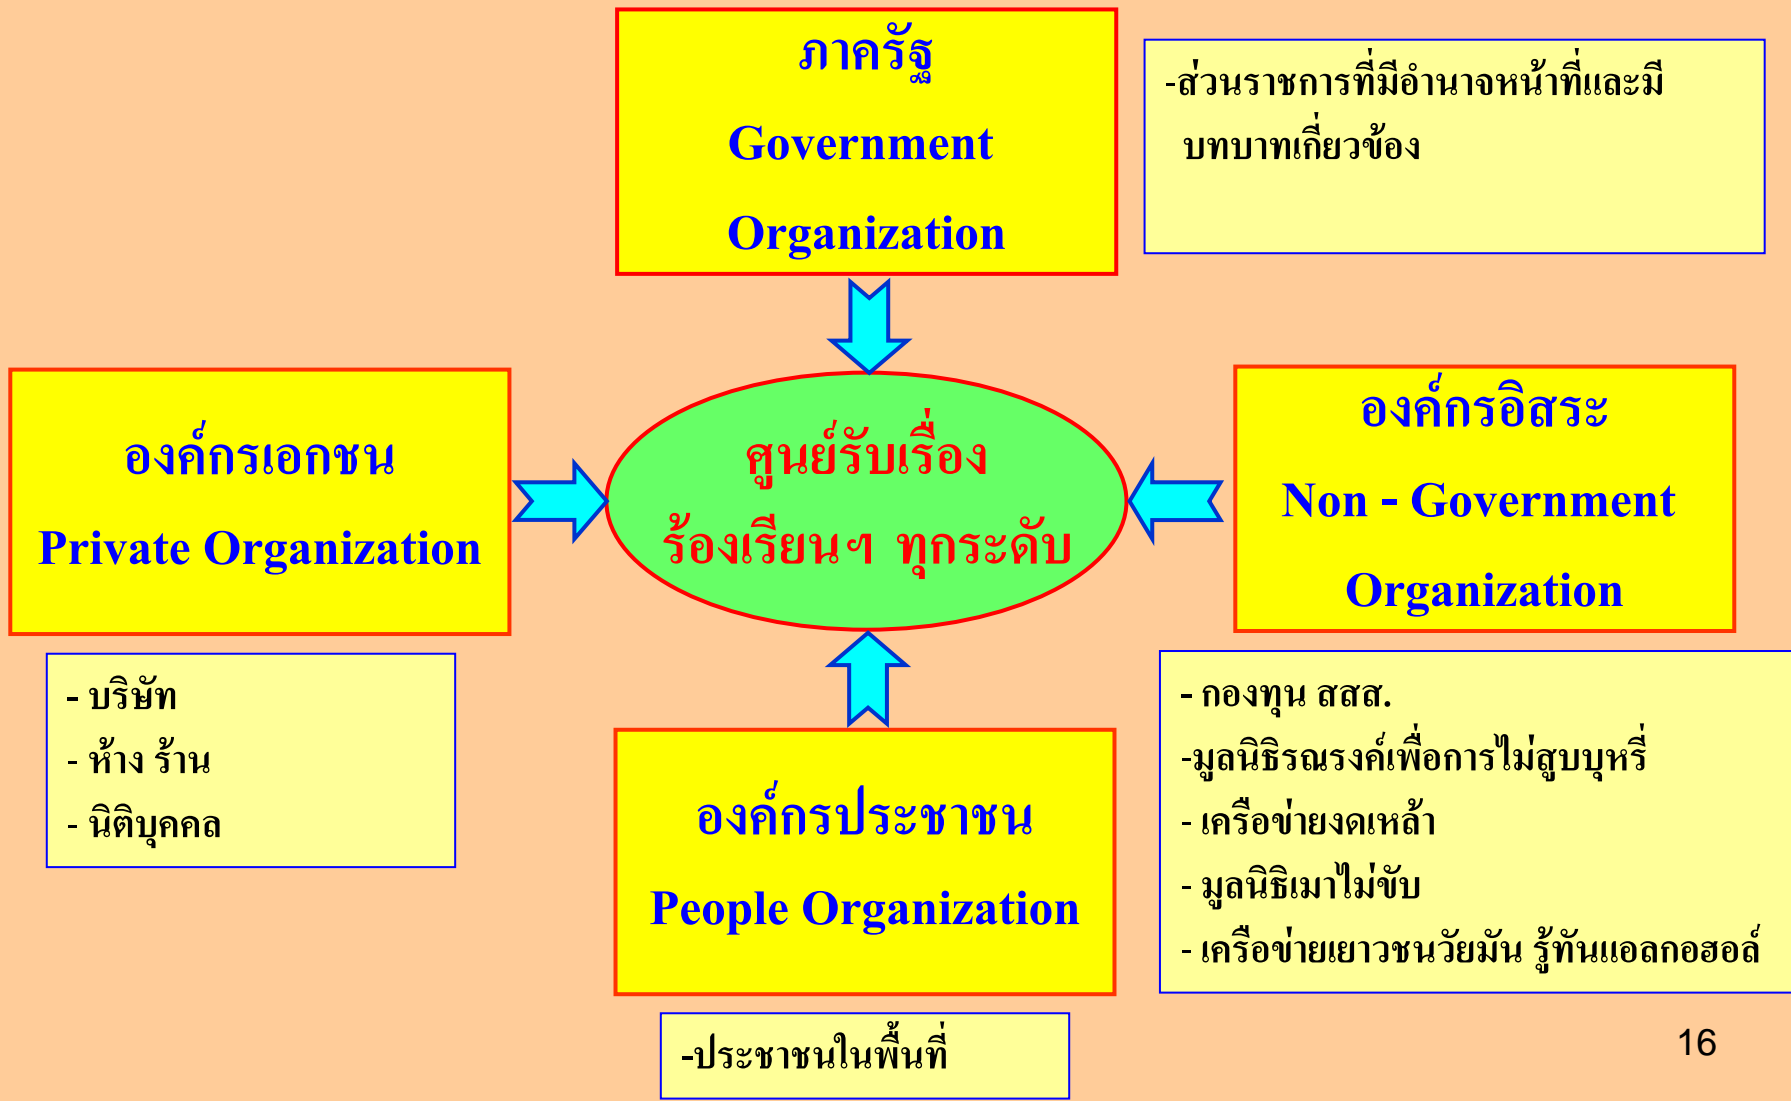 ภาครัฐ
Government
Organization
-ส่วนราชการที่มีอำนาจหน้าที่และมี
บทบาทเกี่ยวข้อง
องค์กรเอกชน
Private Organization
- บริษัท
- ห้าง ร้าน
- นิติบุคคล
ศูนย์รับเรื่อง
ร้องเรียนฯ ทุกระดับ
องค์กรอิสระ
Non - Government
Organization
- กองทุน สสส.
-มูลนิธิรณรงค์เพื่อการไม่สูบบุหรี่
- เครือข่ายงดเหล้า
- มูลนิธิเมาไม่ขับ
- เครือข่ายเยาวชนวัยมัน รู้ทันแอลกอฮอล์
องค์กรประชาชน
People Organization
-ประชาชนในพื้นที่
16